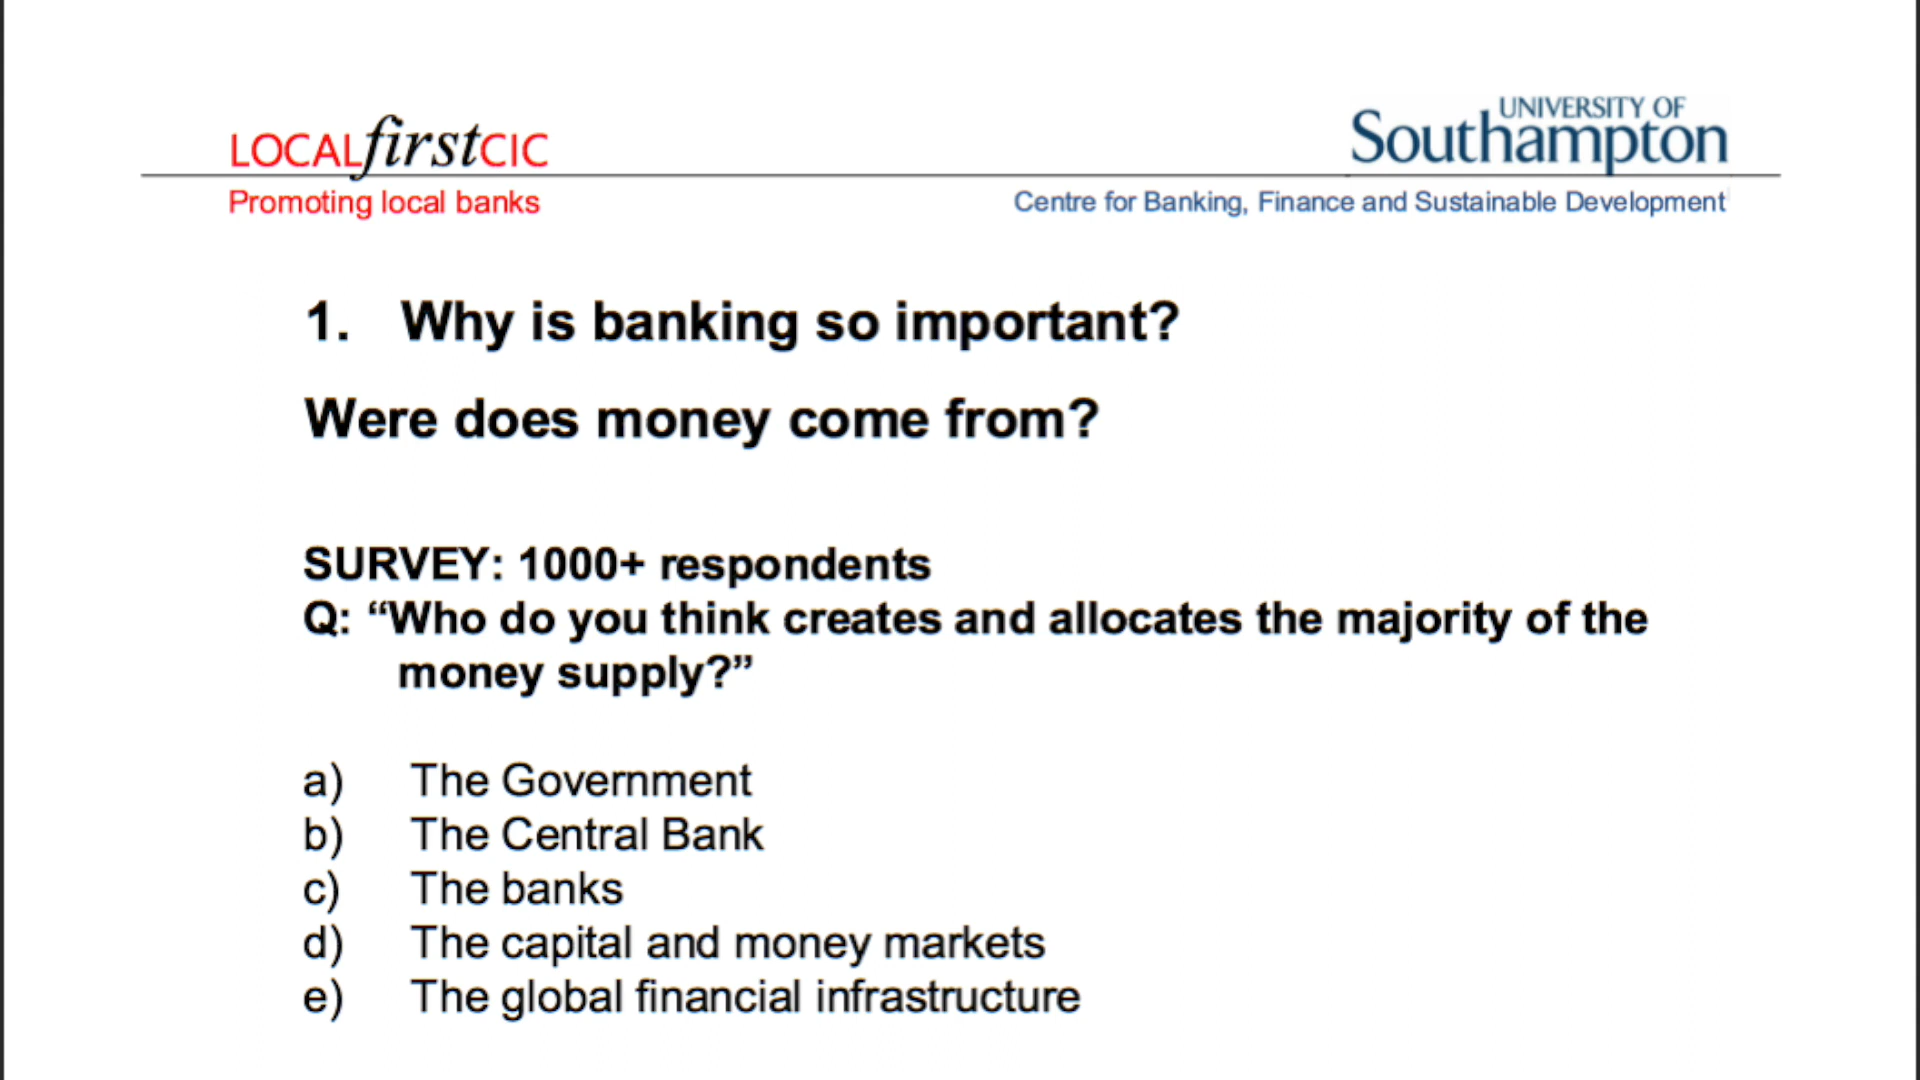 LOCALfirstCIC
UNIVERSITY OF
Southampton
Promoting local banks
Centre for Banking, Finance and Sustainable Development
1. Why is banking so important?
Were does money come from?
SURVEY: 1000+ respondents
Q: “Who do you think creates and allocates the majority of the
money supply?”
a) The Government
b) The Central Bank
c) The banks
d) The capital and money markets
e) The global financial infrastructure